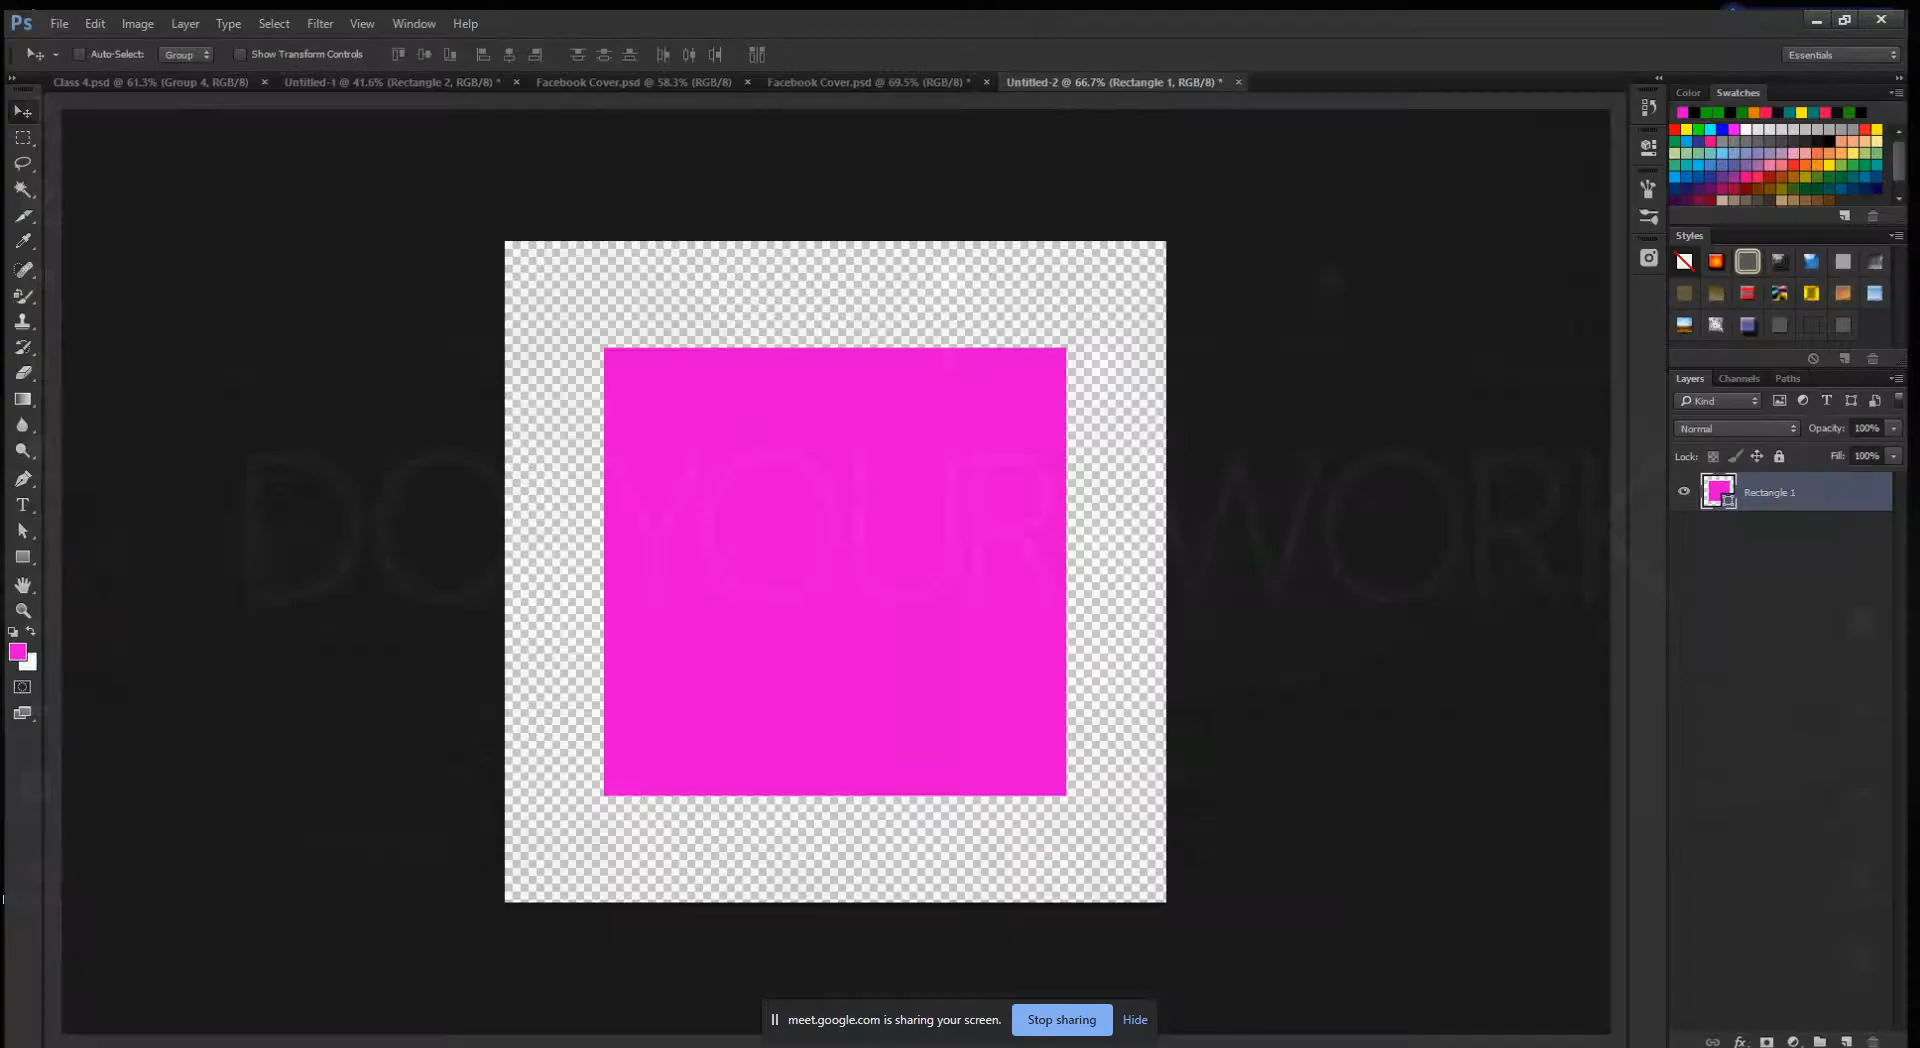 Ps File Edit Image Layer Type Select Filter View Window Help
Auto-Select: Group Show Transform Controls Essentials
Class 4.psd @ 61.3% (Group 4, RGB/8) × Untitled-1 @ 41.6% (Rectangle 2, RGB/8) * × Facebook Cover.psd @ 58.3% (RGB/8) × Facebook Cover.psd @ 69.5% (RGB/8) * × Untitled-2 @ 66.7% (Rectangle 1, RGB/8) * ×
Color Swatches
Styles
Layers Channels Paths
Kind
Normal Opacity: 100%
Lock: Fill: 100%
Rectangle 1
DO YOUR WORK
meet.google.com is sharing your screen. Stop sharing Hide